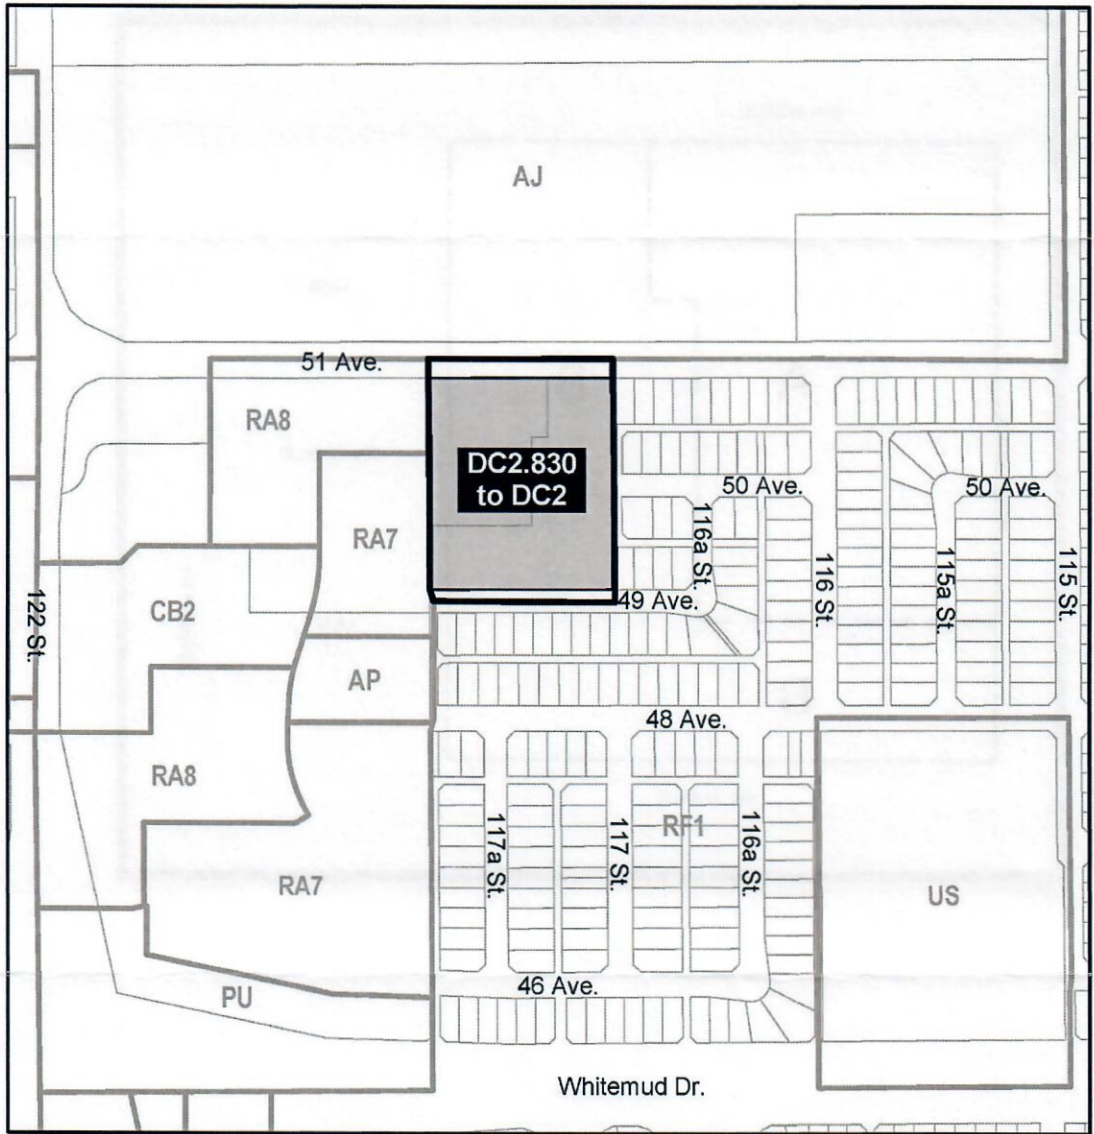 AJ
51 Ave.
RA8
DC2.830
to DC2
50 Ave.
50 Ave.
RA7
116a St.
116 St.
115a St.
115 St.
122 St.
CB2
49 Ave.
AP
48 Ave.
RA8
117a St.
117 St.
RF1
116a St.
RA7
US
46 Ave.
PU
Whitemud Dr.